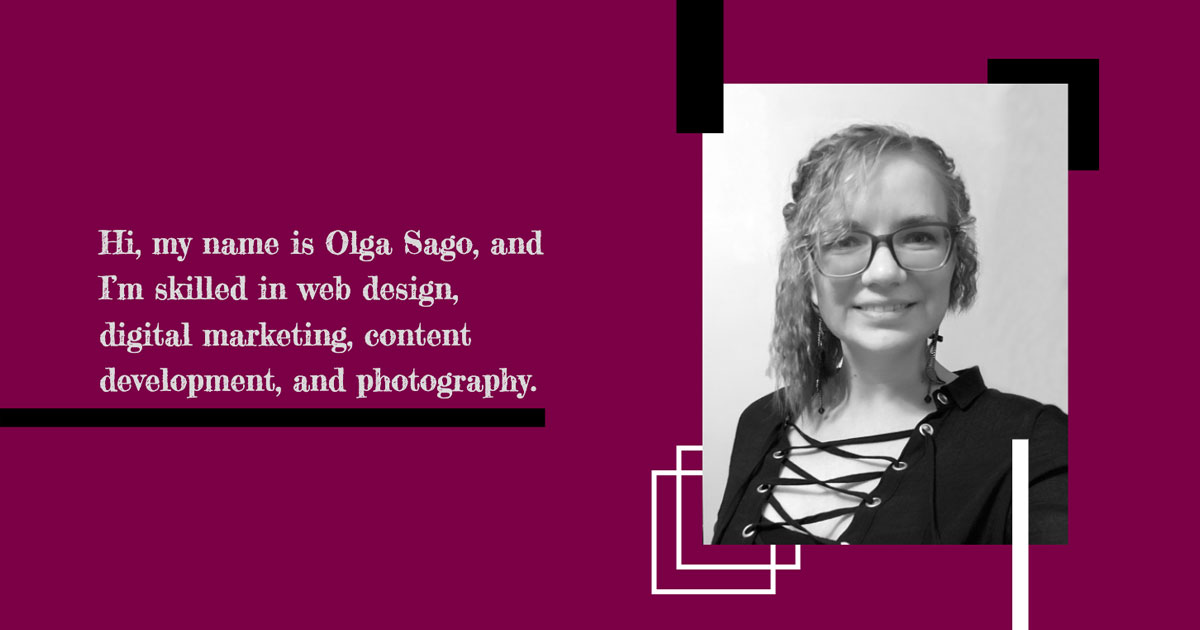 Hi, my name is Olga Sago, and
I'm skilled in web design,
digital marketing, content
development, and photography.